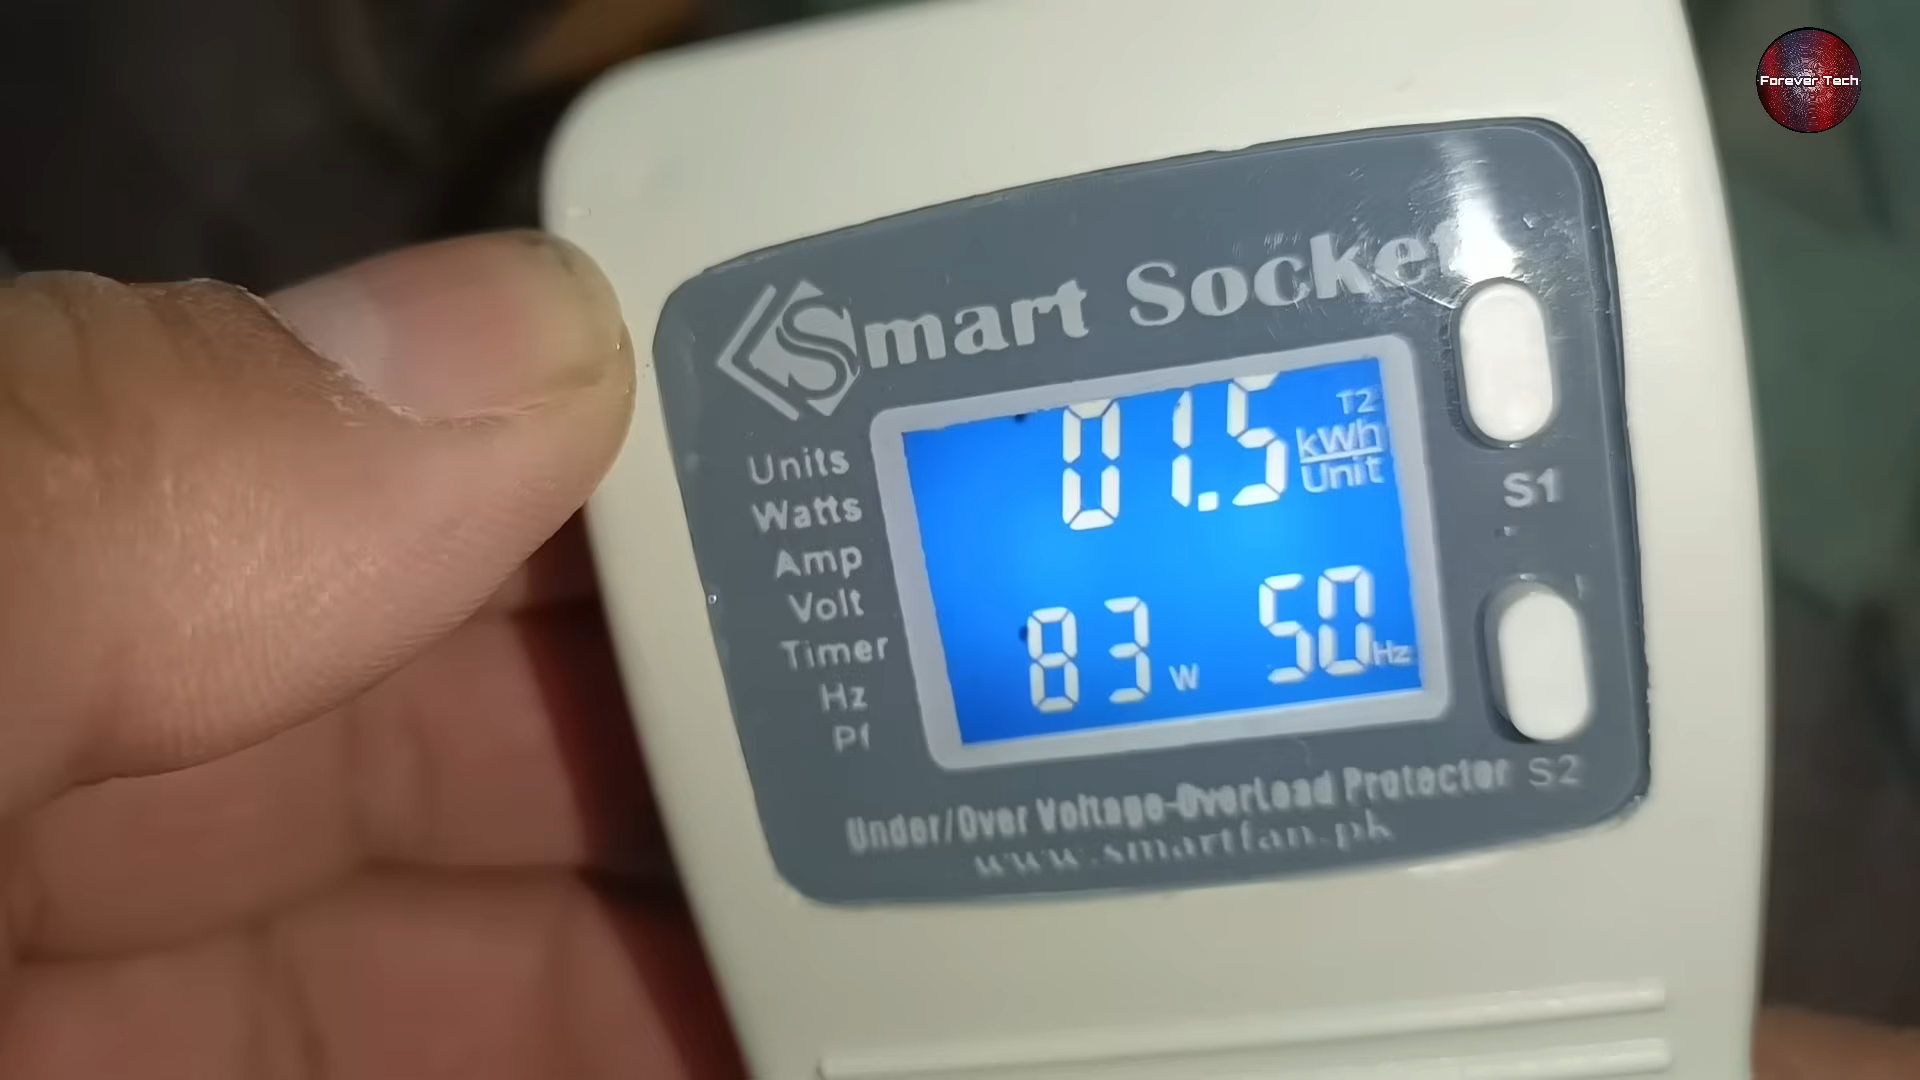 Forever Tech
Smart Socket
T2
01.5 kWh
Unit
83 W 50 Hz
Units
Watts
Amp
Volt
Timer
Hz
Pf
S1
S2
Under/Over Voltage-OverLoad Protector
www.smartfan.pk